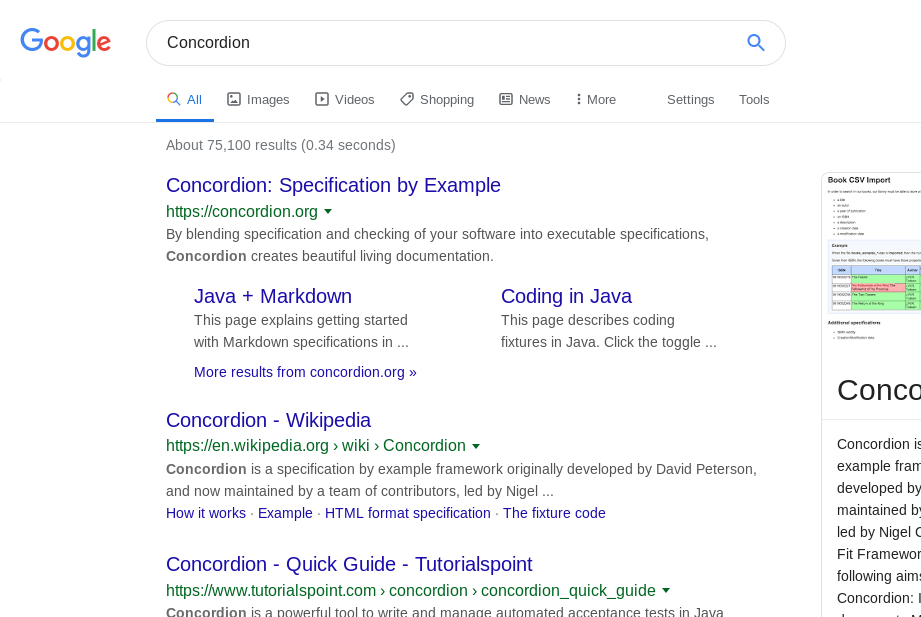 Google
Concordion
All Images Videos Shopping News More Settings Tools
About 75,100 results (0.34 seconds)
Concordion: Specification by Example
https://concordion.org
By blending specification and checking of your software into executable specifications,
Concordion creates beautiful living documentation.
Java + Markdown
This page explains getting started
with Markdown specifications in ...
Coding in Java
This page describes coding
fixtures in Java. Click the toggle ...
More results from concordion.org »
Concordion - Wikipedia
https://en.wikipedia.org › wiki › Concordion
Concordion is a specification by example framework originally developed by David Peterson,
and now maintained by a team of contributors, led by Nigel ...
How it works · Example · HTML format specification · The fixture code
Concordion - Quick Guide - Tutorialspoint
https://www.tutorialspoint.com › concordion › concordion_quick_guide
Concordion is a powerful tool to write and manage automated acceptance tests in Java
Book CSV Import
Example
Additional specifications
Conco
Concordion is
example fram
developed by
maintained by
led by Nigel C
Fit Framewor
following aims
Concordion: I